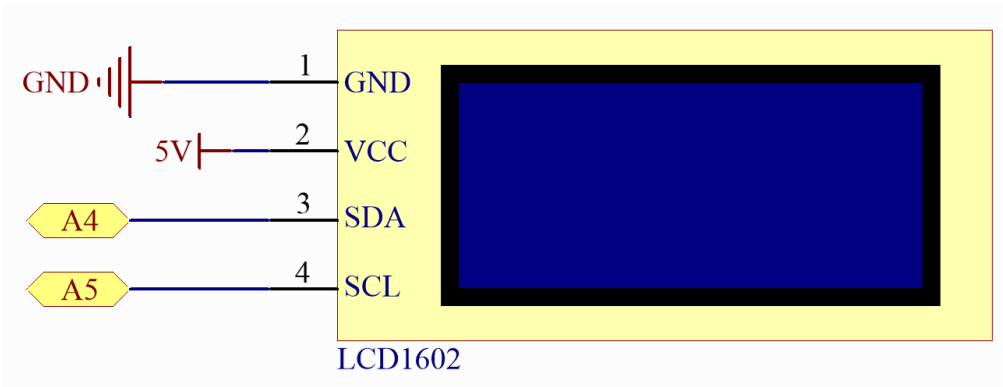 GND 1 GND
5V 2 VCC
A4 3 SDA
A5 4 SCL
LCD1602